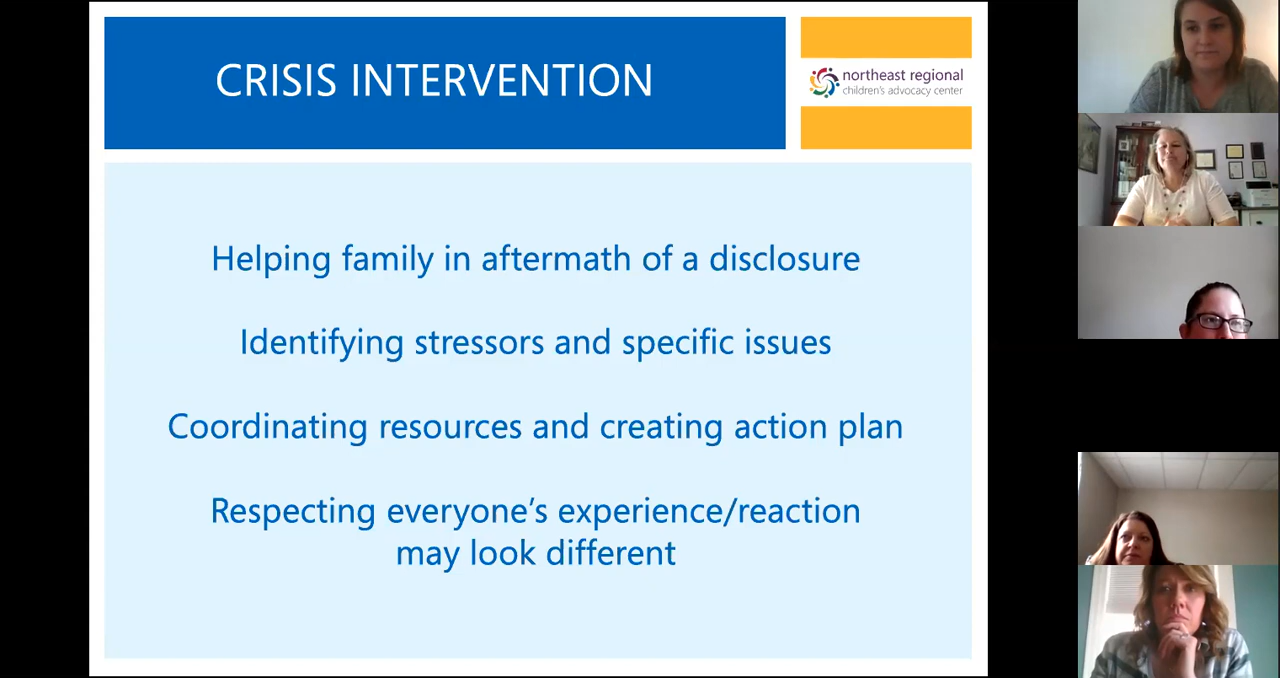 CRISIS INTERVENTION
northeast regional
children's advocacy center
Helping family in aftermath of a disclosure
Identifying stressors and specific issues
Coordinating resources and creating action plan
Respecting everyone's experience/reaction
may look different